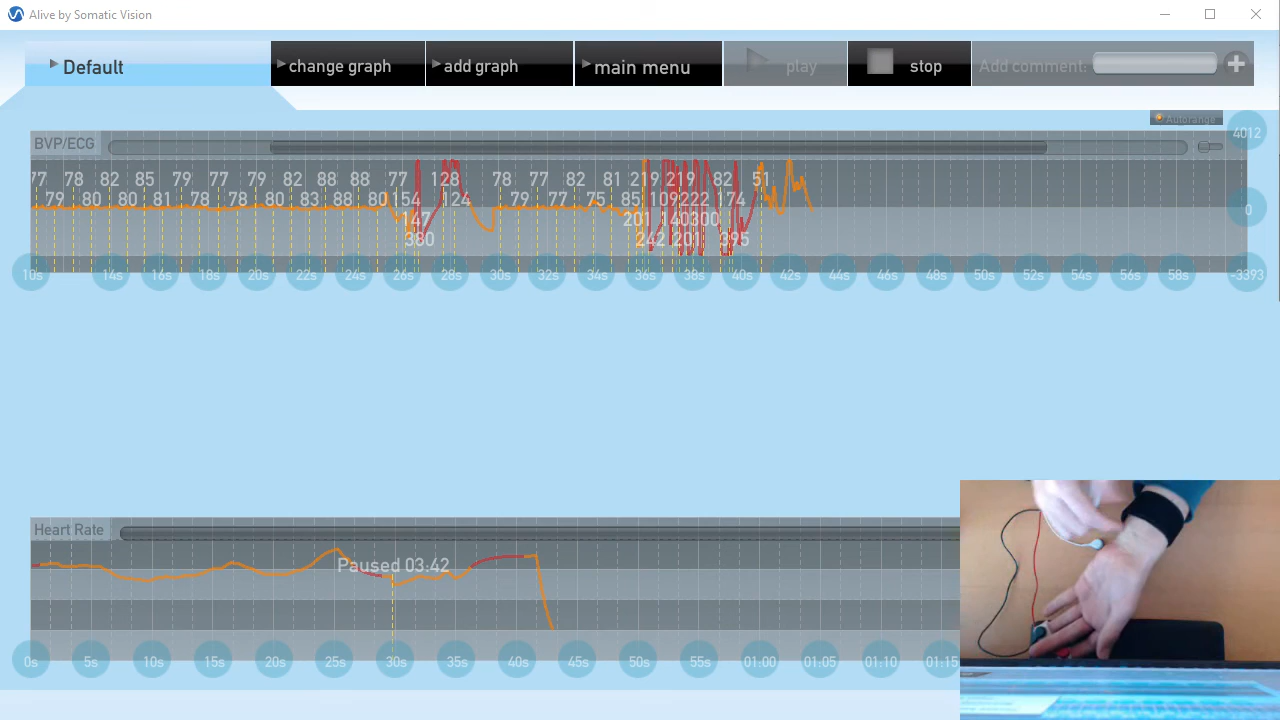 Alive by Somatic Vision
Default
change graph
add graph
main menu
play
stop
Add comment:
Autorange
BVP/ECG
4012
77 78 82 85 79 77 79 82 88 88 77 128 78 77 82 81 219 219 82 51
79 80 80 81 78 78 80 83 88 80 154 124 79 77 75 85 109 222 174
147 201 140 300
380 242 201 395
0
10s 14s 16s 18s 20s 22s 24s 26s 28s 30s 32s 34s 36s 38s 40s 42s 44s 46s 48s 50s 52s 54s 56s 58s -3393
Heart Rate
Paused 03:42
0s 5s 10s 15s 20s 25s 30s 35s 40s 45s 50s 55s 01:00 01:05 01:10 01:15